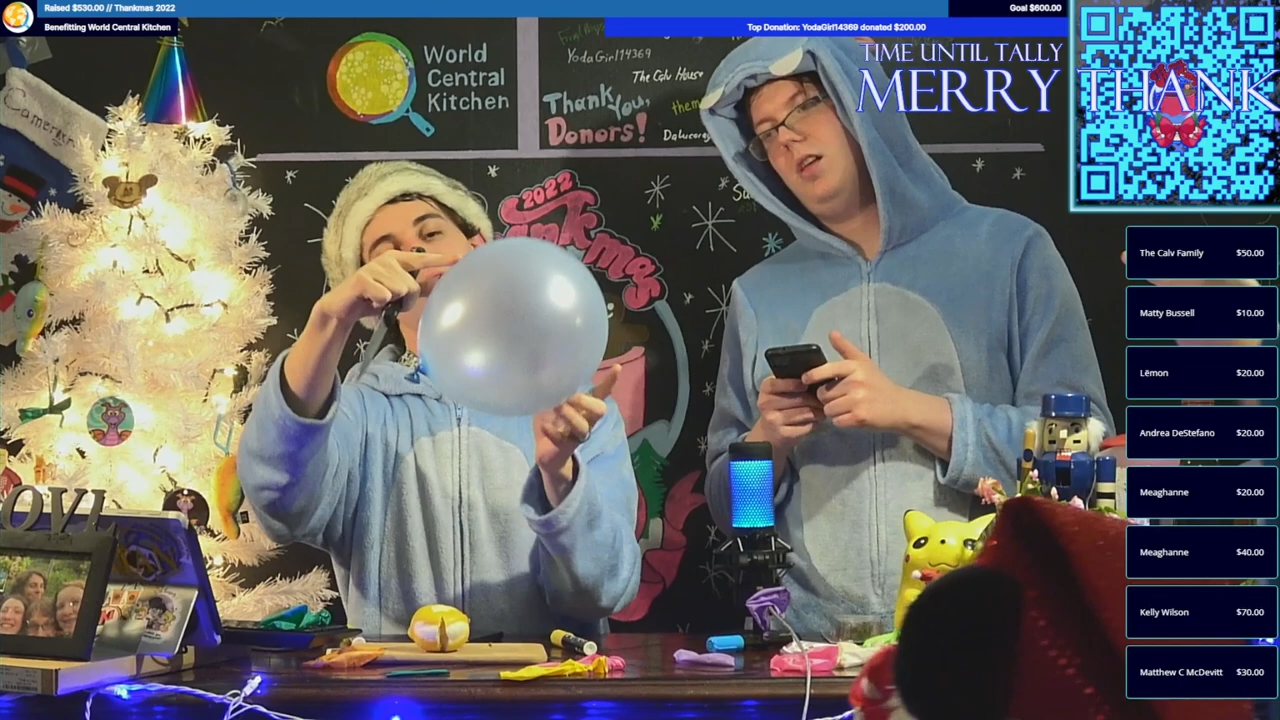 Raised $530.00 // Thankmas 2022
Goal $600.00
Benefitting World Central Kitchen
Top Donation: YodaGirl14369 donated $200.00
TIME UNTIL TALLY
MERRY THANK
World
Central
Kitchen
YodaGirl14369
The Calv House
Thank
You,
Donors!
them
Cameron
2022
The Calv Family $50.00
Matty Bussell $10.00
Lēmon $20.00
Andrea DeStefano $20.00
Meaghanne $20.00
Meaghanne $40.00
Kelly Wilson $70.00
Matthew C McDevitt $30.00